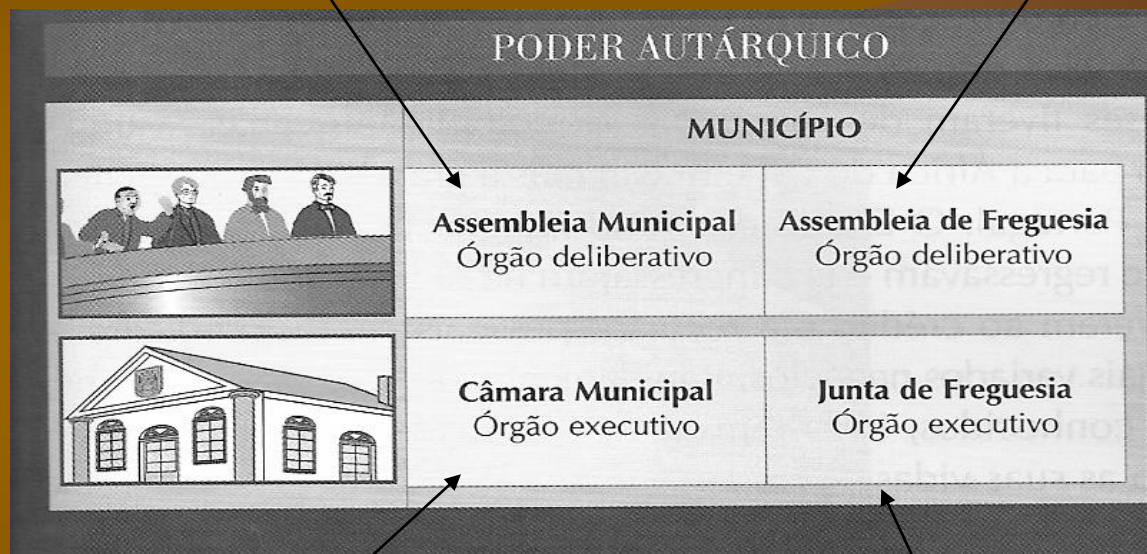 PODER AUTÁRQUICO
MUNICÍPIO
Assembleia Municipal
Órgão deliberativo
Assembleia de Freguesia
Órgão deliberativo
Câmara Municipal
Órgão executivo
Junta de Freguesia
Órgão executivo